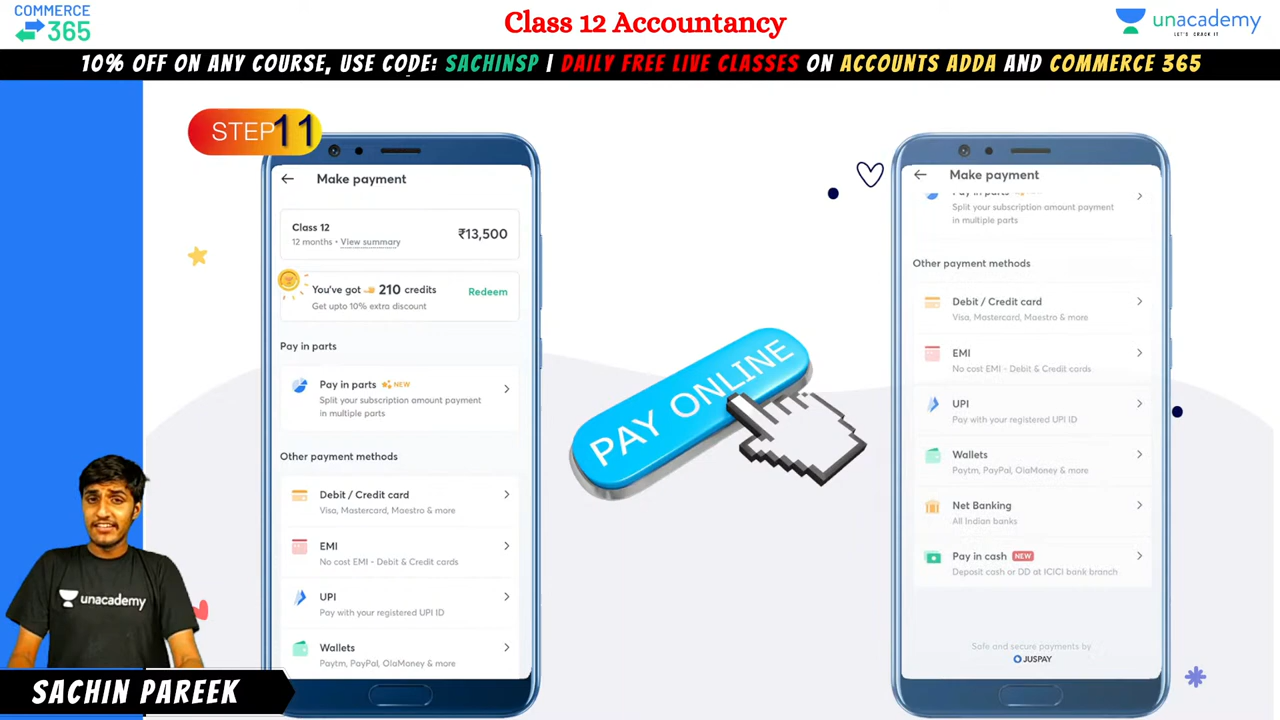 COMMERCE
365
Class 12 Accountancy
unacademy
LET'S CRACK IT
10% OFF ON ANY COURSE, USE CODE: SACHINSP | DAILY FREE LIVE CLASSES ON ACCOUNTS ADDA AND COMMERCE 365
STEP 11
Make payment
Class 12
12 months • View summary
₹13,500
You've got 210 credits
Get upto 10% extra discount
Redeem
Pay in parts
Pay in parts NEW
Split your subscription amount payment
in multiple parts
Other payment methods
Debit / Credit card
Visa, Mastercard, Maestro & more
EMI
No cost EMI - Debit & Credit cards
UPI
Pay with your registered UPI ID
Wallets
Paytm, PayPal, OlaMoney & more
PAY ONLINE
Make payment
Pay in parts
Split your subscription amount payment
in multiple parts
Other payment methods
Debit / Credit card
Visa, Mastercard, Maestro & more
EMI
No cost EMI - Debit & Credit cards
UPI
Pay with your registered UPI ID
Wallets
Paytm, PayPal, OlaMoney & more
Net Banking
All Indian banks
Pay in cash NEW
Deposit cash or DD at ICICI bank branch
Safe and secure payments by
JUSPAY
unacademy
SACHIN PAREEK